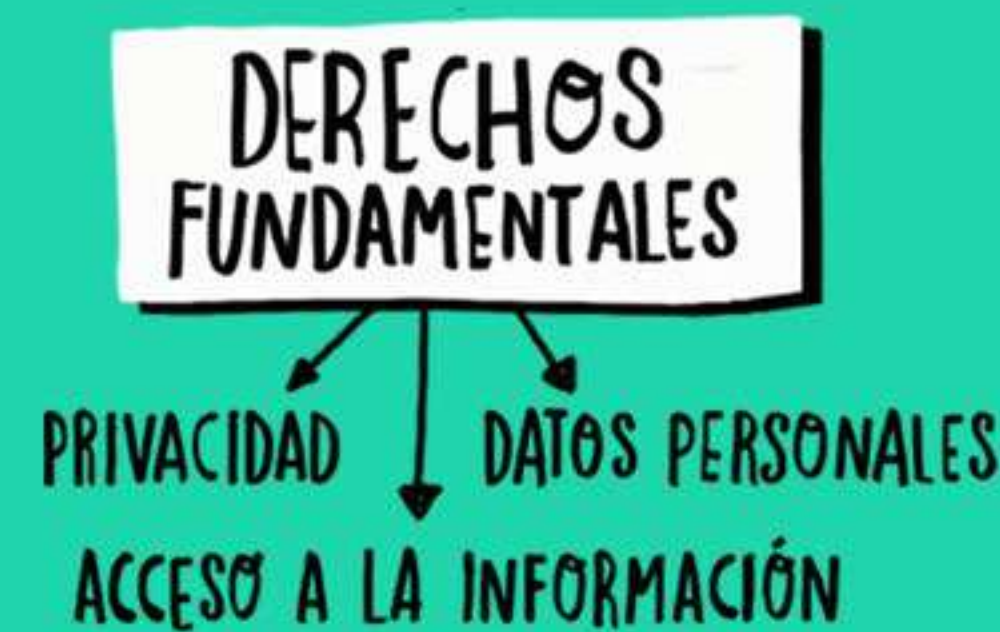 DERECHOS
FUNDAMENTALES
PRIVACIDAD
DATOS PERSONALES
ACCESO A LA INFORMACIÓN